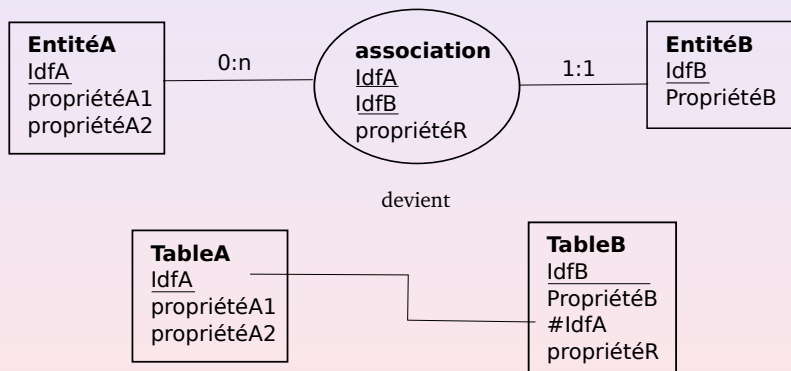 EntitéA
IdfA
propriétéA1
propriétéA2
0:n
association
IdfA
IdfB
propriétéR
1:1
EntitéB
IdfB
PropriétéB
devient
TableA
IdfA
propriétéA1
propriétéA2
TableB
IdfB
PropriétéB
#IdfA
propriétéR